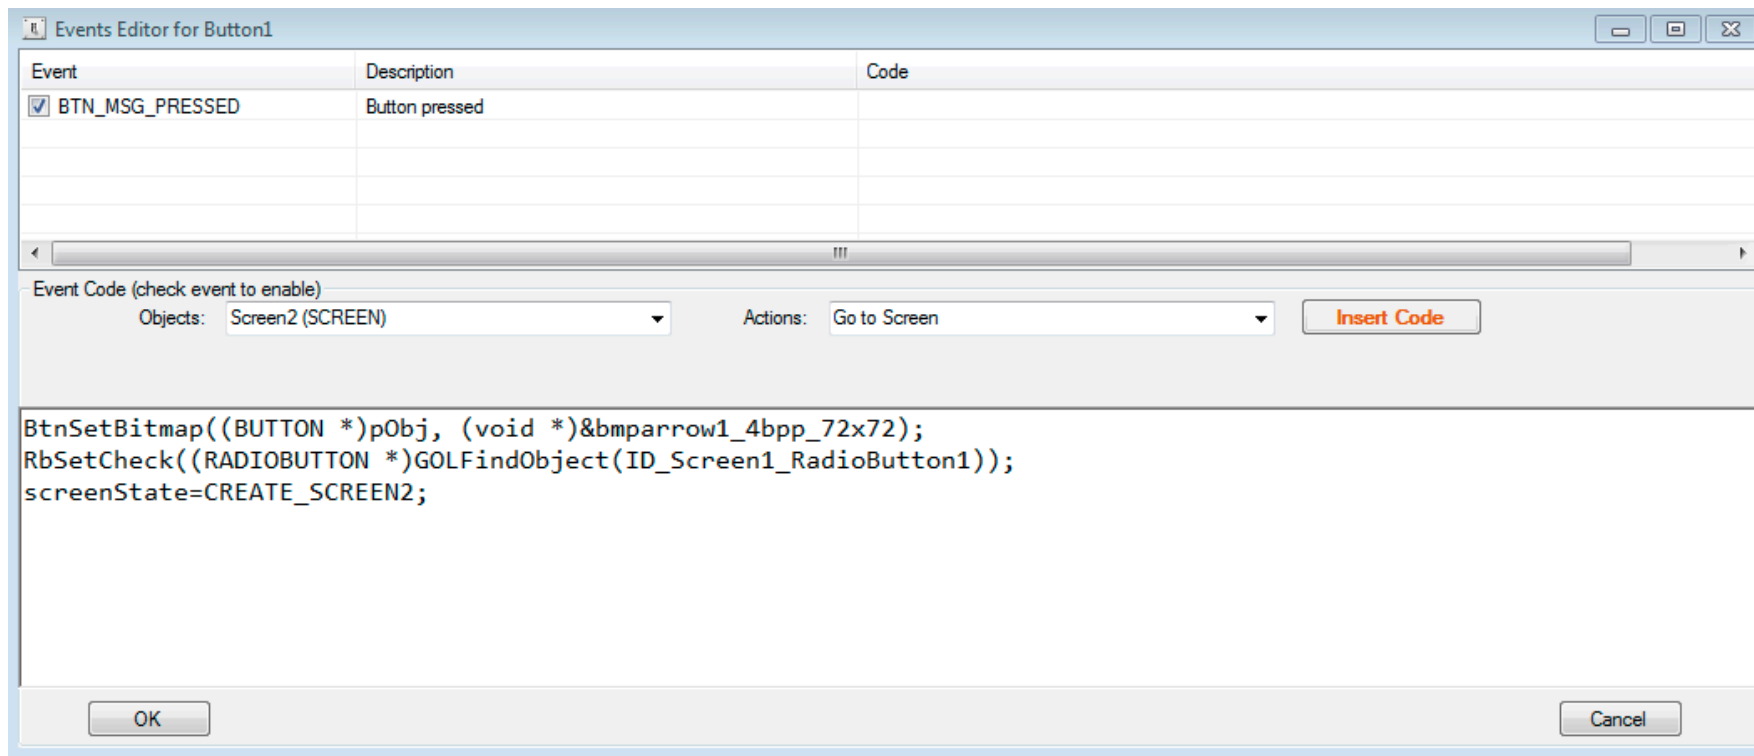 Events Editor for Button1
Event Description Code
BTN_MSG_PRESSED Button pressed
Event Code (check event to enable)
Objects: Screen2 (SCREEN) Actions: Go to Screen Insert Code
BtnSetBitmap((BUTTON *)pObj, (void *)&bmparrow1_4bpp_72x72);
RbSetCheck((RADIOBUTTON *)GOLFindObject(ID_Screen1_RadioButton1));
screenState=CREATE_SCREEN2;
OK Cancel